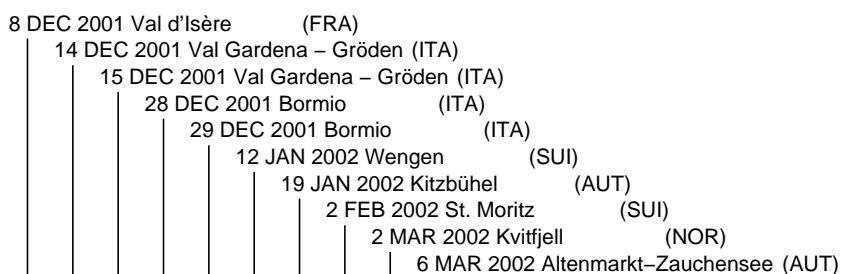 8 DEC 2001 Val d'Isère (FRA)
14 DEC 2001 Val Gardena – Gröden (ITA)
15 DEC 2001 Val Gardena – Gröden (ITA)
28 DEC 2001 Bormio (ITA)
29 DEC 2001 Bormio (ITA)
12 JAN 2002 Wengen (SUI)
19 JAN 2002 Kitzbühel (AUT)
2 FEB 2002 St. Moritz (SUI)
2 MAR 2002 Kvitfjell (NOR)
6 MAR 2002 Altenmarkt–Zauchensee (AUT)